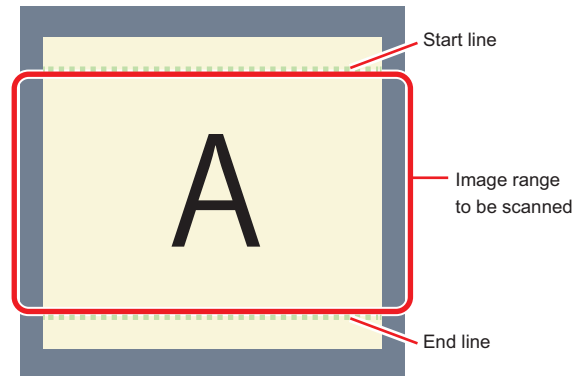 Start line
A
Image range
to be scanned
End line